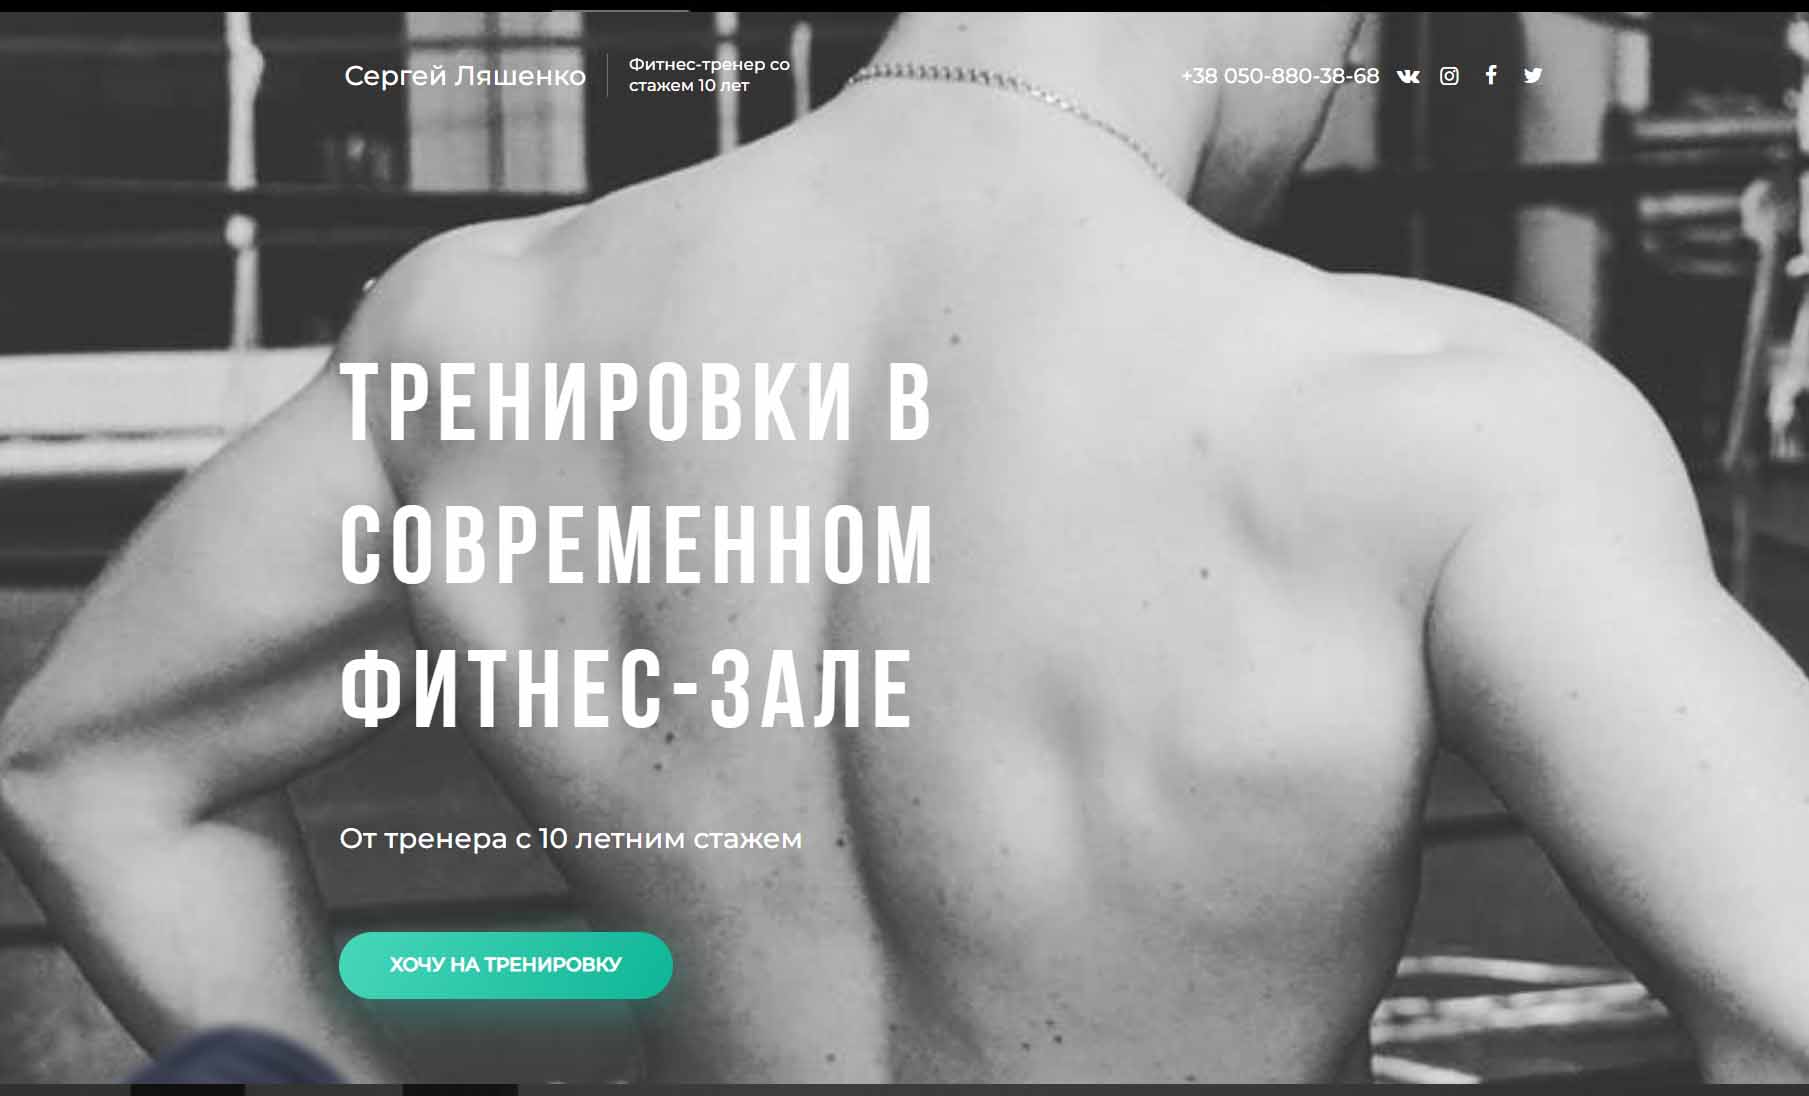 Сергей Ляшенко
Фитнес-тренер со
стажем 10 лет
+38 050-880-38-68
ТРЕНИРОВКИ В
СОВРЕМЕННОМ
ФИТНЕС-ЗАЛЕ
От тренера с 10 летним стажем
ХОЧУ НА ТРЕНИРОВКУ